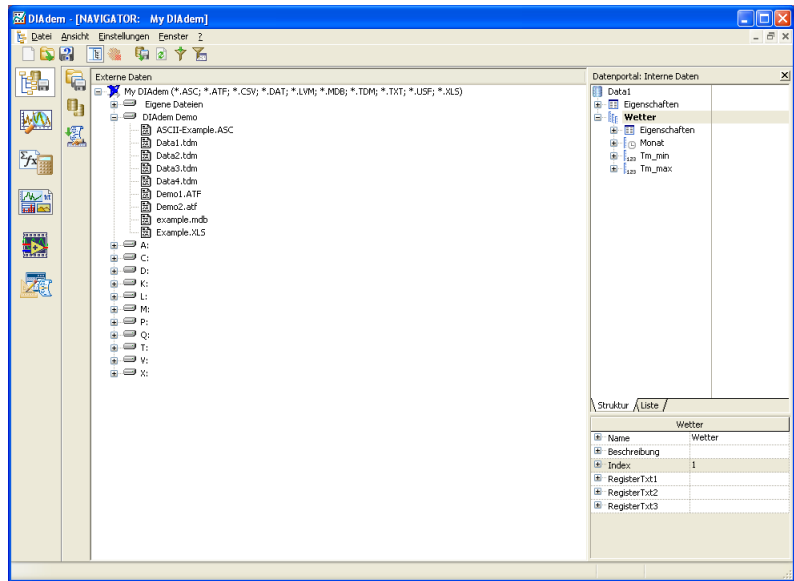 DIAdem - [NAVIGATOR: My DIAdem]
Datei Ansicht Einstellungen Fenster ?
Externe Daten
My DIAdem (*.ASC; *.ATF; *.CSV; *.DAT; *.LVM; *.MDB; *.TDM; *.TXT; *.USF; *.XLS)
Eigene Dateien
DIAdem Demo
ASCII-Example.ASC
Data1.tdm
Data2.tdm
Data3.tdm
Data4.tdm
Demo1.ATF
Demo2.atf
example.mdb
Example.XLS
A:
C:
D:
K:
L:
M:
P:
Q:
T:
V:
X:
Datenportal: Interne Daten
Data1
Eigenschaften
Wetter
Eigenschaften
Monat
123 Tm_min
123 Tm_max
Struktur Liste
Wetter
Name Wetter
Beschreibung
Index 1
RegisterTxt1
RegisterTxt2
RegisterTxt3